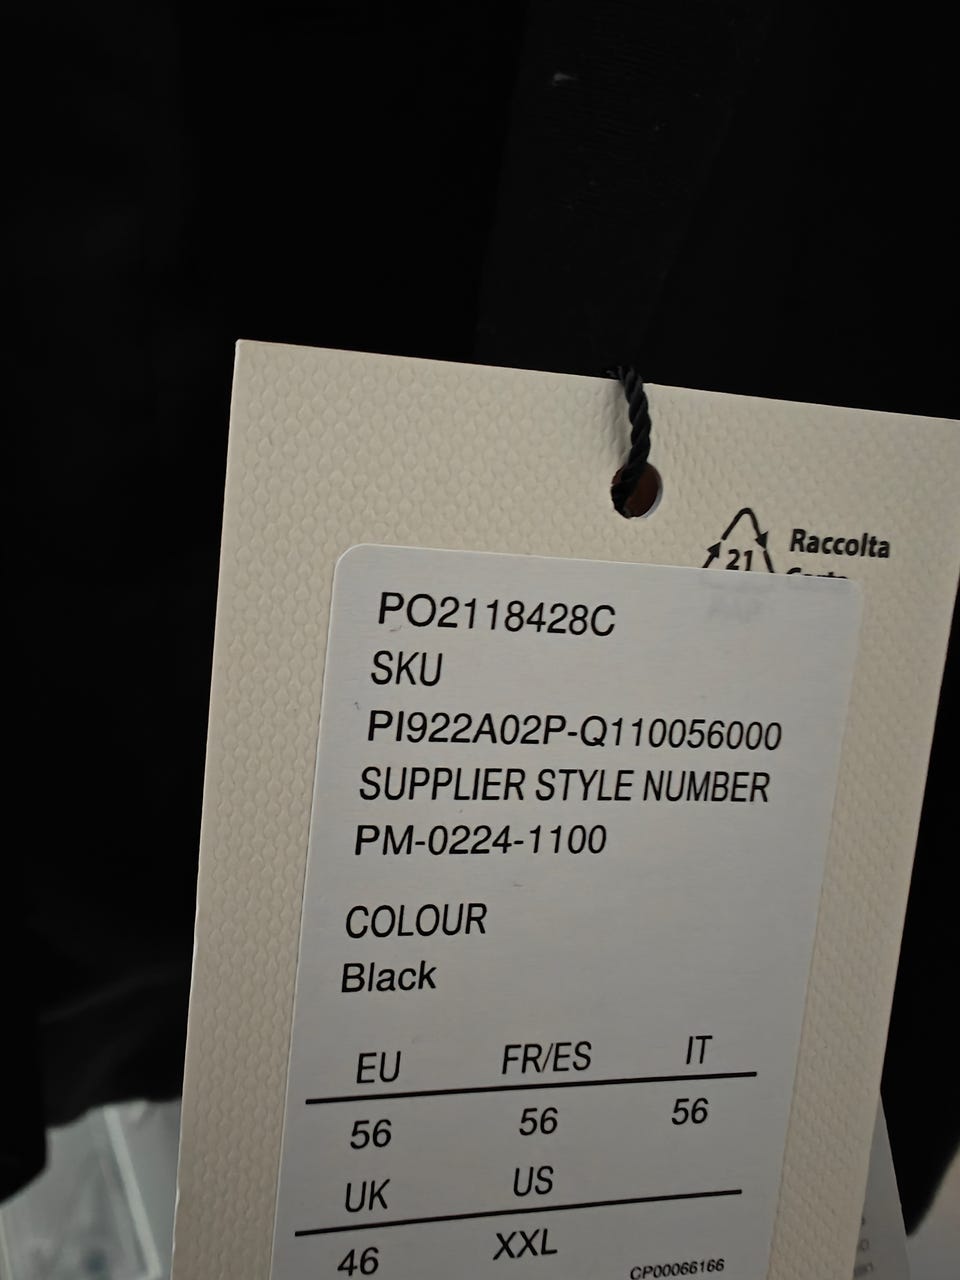 21
Raccolta
PO2118428C
SKU
PI922A02P-Q110056000
SUPPLIER STYLE NUMBER
PM-0224-1100
COLOUR
Black
EU FR/ES IT
56 56 56
UK US
46 XXL
CP00066166